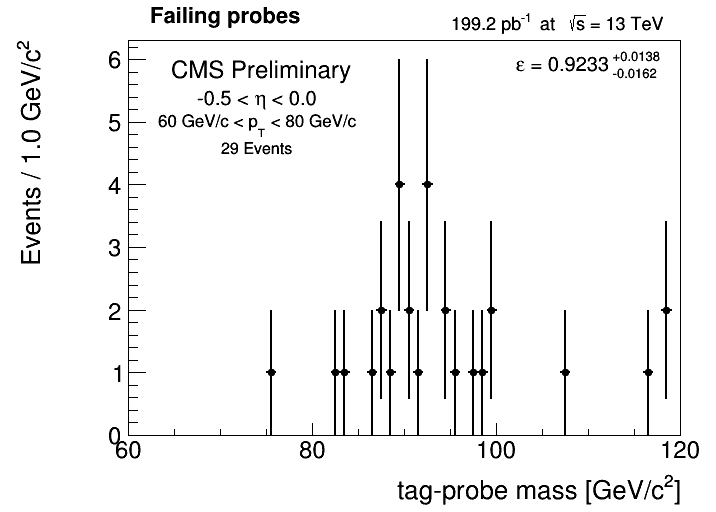 Failing probes
199.2 pb⁻¹ at √s = 13 TeV
CMS Preliminary
-0.5 < η < 0.0
60 GeV/c < p_T < 80 GeV/c
29 Events
ε = 0.9233 +0.0138 -0.0162
Events / 1.0 GeV/c²
6
5
4
3
2
1
0
60 80 100 120
tag-probe mass [GeV/c²]